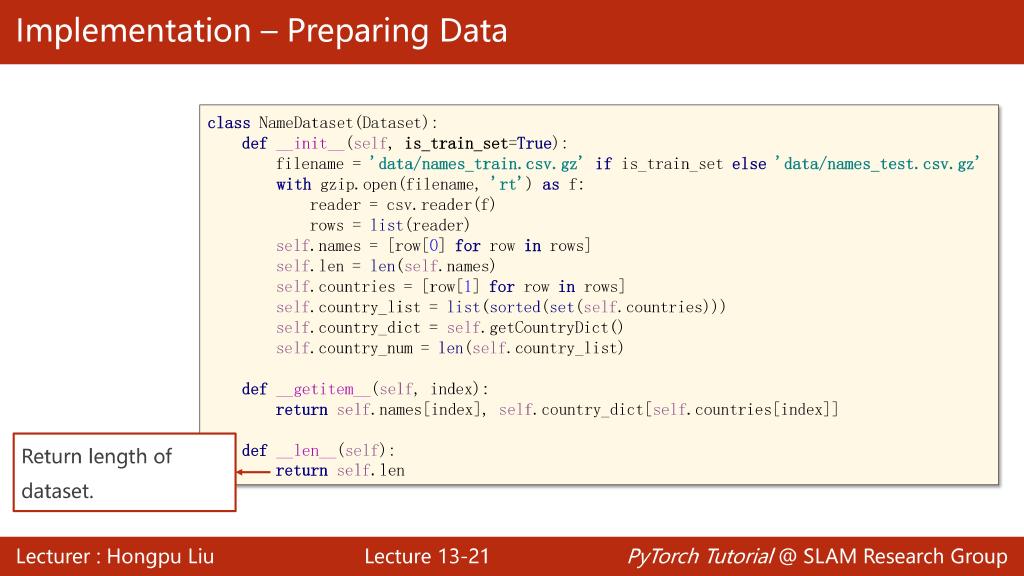 Implementation – Preparing Data
class NameDataset(Dataset):
    def __init__(self, is_train_set=True):
        filename = 'data/names_train.csv.gz' if is_train_set else 'data/names_test.csv.gz'
        with gzip.open(filename, 'rt') as f:
            reader = csv.reader(f)
            rows = list(reader)
        self.names = [row[0] for row in rows]
        self.len = len(self.names)
        self.countries = [row[1] for row in rows]
        self.country_list = list(sorted(set(self.countries)))
        self.country_dict = self.getCountryDict()
        self.country_num = len(self.country_list)
    def __getitem__(self, index):
        return self.names[index], self.country_dict[self.countries[index]]
    def __len__(self):
        return self.len
Return length of
dataset.
Lecturer : Hongpu Liu
Lecture 13-21
PyTorch Tutorial @ SLAM Research Group